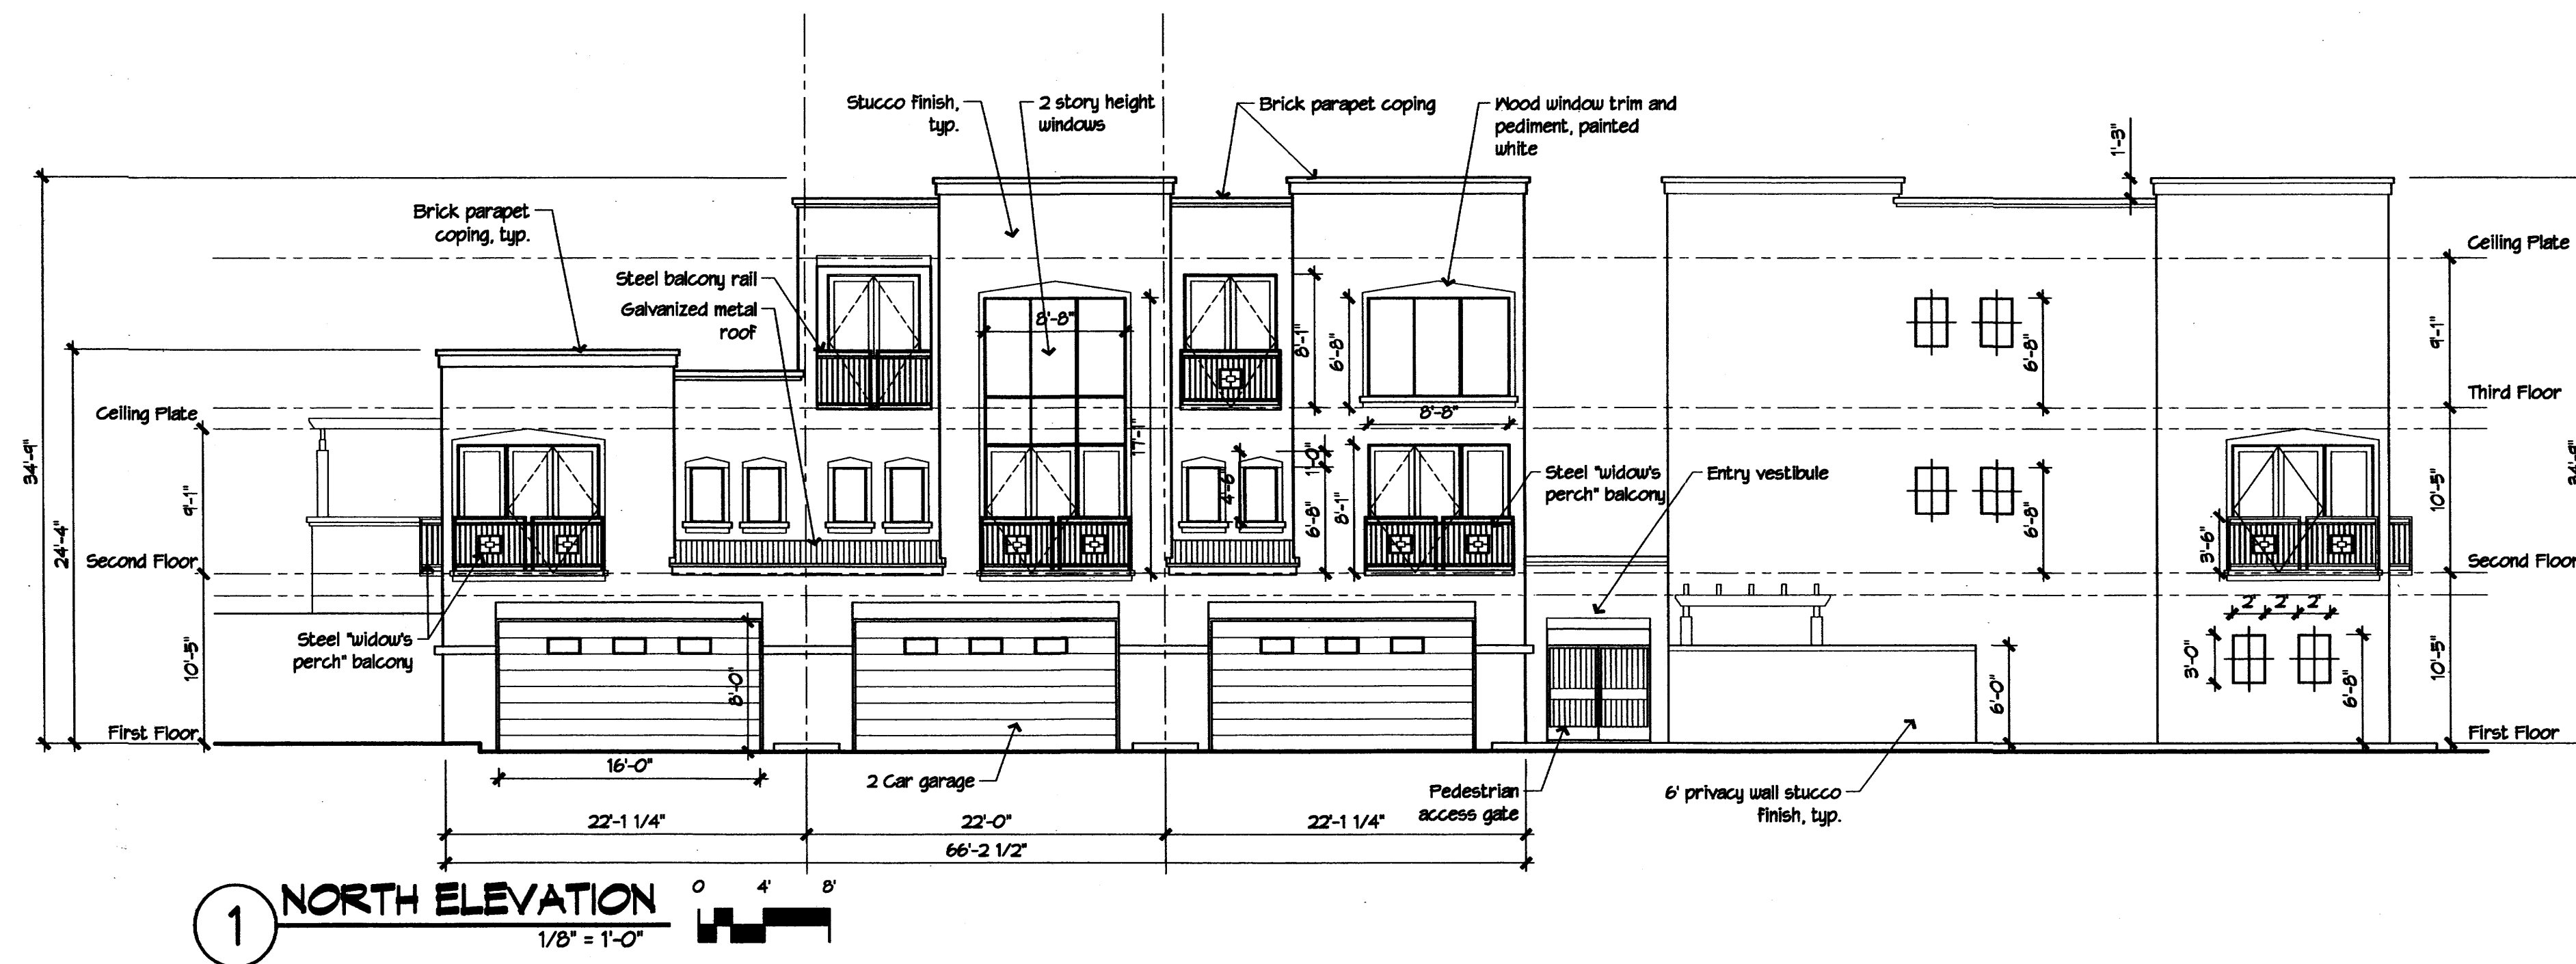 Stucco finish,
typ.
2 story height
windows
Brick parapet coping
Wood window trim and
pediment, painted
white
1'-3"
Brick parapet
coping, typ.
Steel balcony rail
Galvanized metal
roof
Ceiling Plate
Third Floor
Second Floor
First Floor
9'-1"
10'-5"
10'-5"
34'-9"
24'-4"
Ceiling Plate
9'-1"
Second Floor
10'-5"
First Floor
8'-8"
17'-1"
8'-1"
6'-8"
8'-8"
4'-6"
1'-0"
6'-8"
8'-1"
Steel "widow's
perch" balcony
Entry vestibule
6'-8"
6'-8"
3'-6"
2'
2'
2'
3'-0"
6'-8"
6'-0"
34'-9"
Steel "widow's
perch" balcony
8'-0"
16'-0"
2 Car garage
Pedestrian
access gate
6' privacy wall stucco
finish, typ.
22'-1 1/4"
22'-0"
22'-1 1/4"
66'-2 1/2"
1
NORTH ELEVATION
1/8" = 1'-0"
0 4' 8'